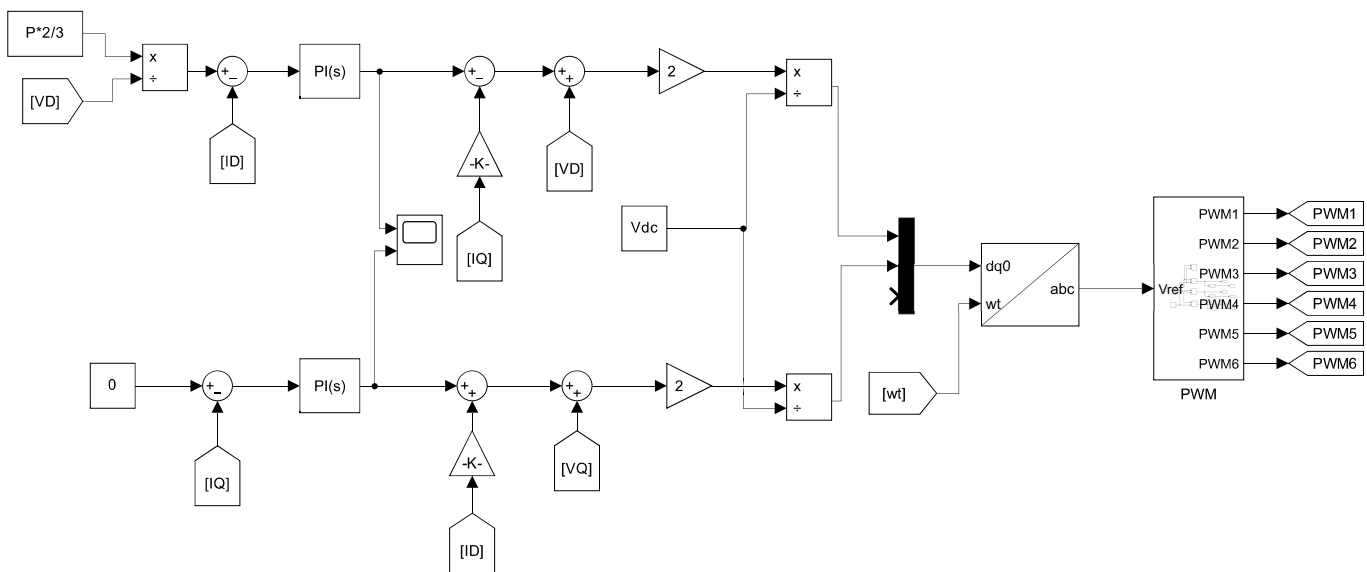 P*2/3
x
÷
[VD]
[ID]
+
−
PI(s)
+
−
-K-
[IQ]
+
+
[VD]
2
x
÷
Vdc
0
+
−
[IQ]
PI(s)
+
+
-K-
[ID]
+
+
[VQ]
2
x
÷
dq0
wt
abc
[wt]
Vref
PWM1
PWM2
PWM3
PWM4
PWM5
PWM6
PWM
PWM1
PWM2
PWM3
PWM4
PWM5
PWM6